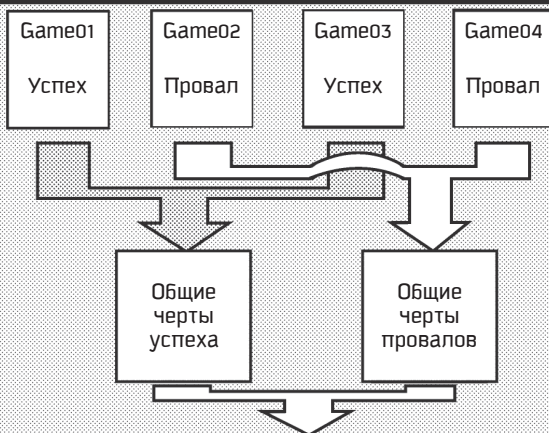 Game01
Успех
Game02
Провал
Game03
Успех
Game04
Провал
Общие
черты
успеха
Общие
черты
провалов